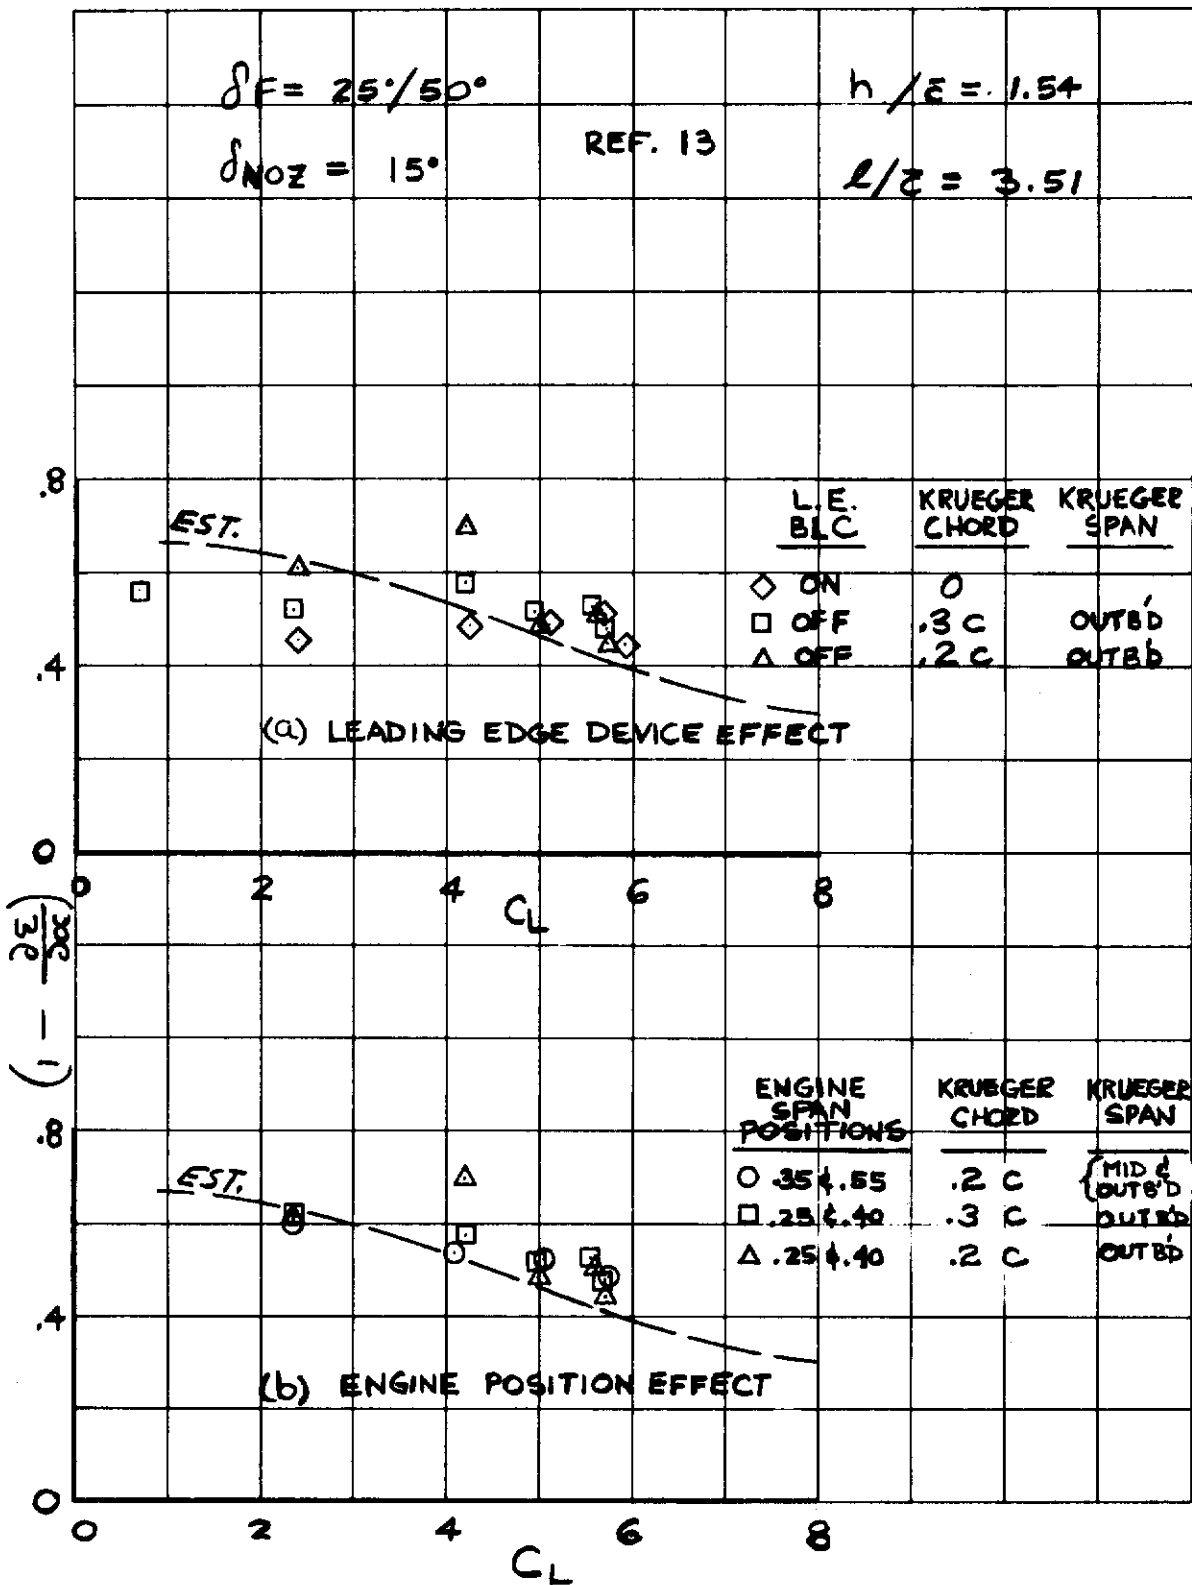 δF = 25°/50°
h/c̄ = 1.54
REF. 13
δNOZ = 15°
l/c̄ = 3.51
.8
EST.
L.E. BLC KRUEGER CHORD KRUEGER SPAN
◇ ON 0
□ OFF .3 C OUTB'D
△ OFF .2 C OUTB'D
.4
(a) LEADING EDGE DEVICE EFFECT
0
0 2 4 6 8
CL
(1 - ∂ε/∂α)
ENGINE SPAN POSITIONS KRUEGER CHORD KRUEGER SPAN
.8
EST.
○ .35 & .55 .2 C {MID & OUTB'D
□ .25 & .40 .3 C OUTB'D
△ .25 & .40 .2 C OUTB'D
.4
(b) ENGINE POSITION EFFECT
0
0 2 4 6 8
CL